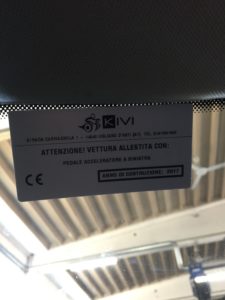 KIVI
ATTENZIONE! VETTURA ALLESTITA CON:
PEDALE ACCELERATORE A SINISTRA
ANNO DI COSTRUZIONE: 2017
CE